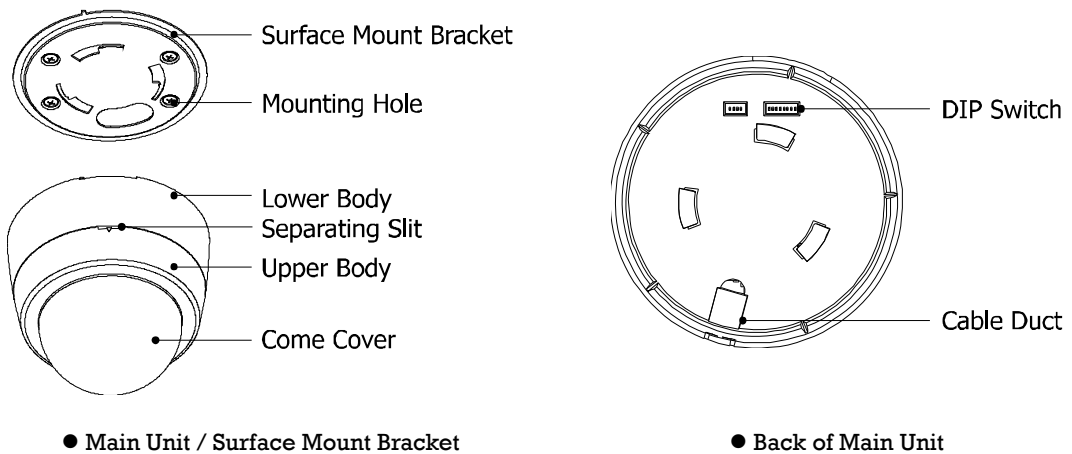 Surface Mount Bracket
Mounting Hole
Lower Body
Separating Slit
Upper Body
Come Cover
● Main Unit / Surface Mount Bracket
DIP Switch
Cable Duct
● Back of Main Unit